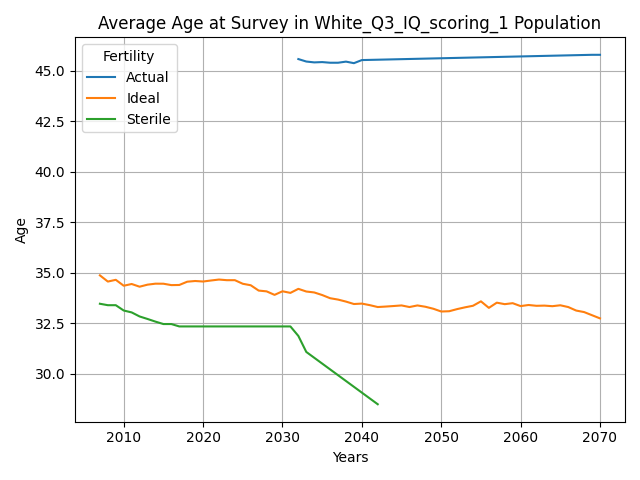 Average Age at Survey in White_Q3_IQ_scoring_1 Population
Fertility
Actual
Ideal
Sterile
45.0
42.5
40.0
37.5
35.0
32.5
30.0
Age
2010 2020 2030 2040 2050 2060 2070
Years